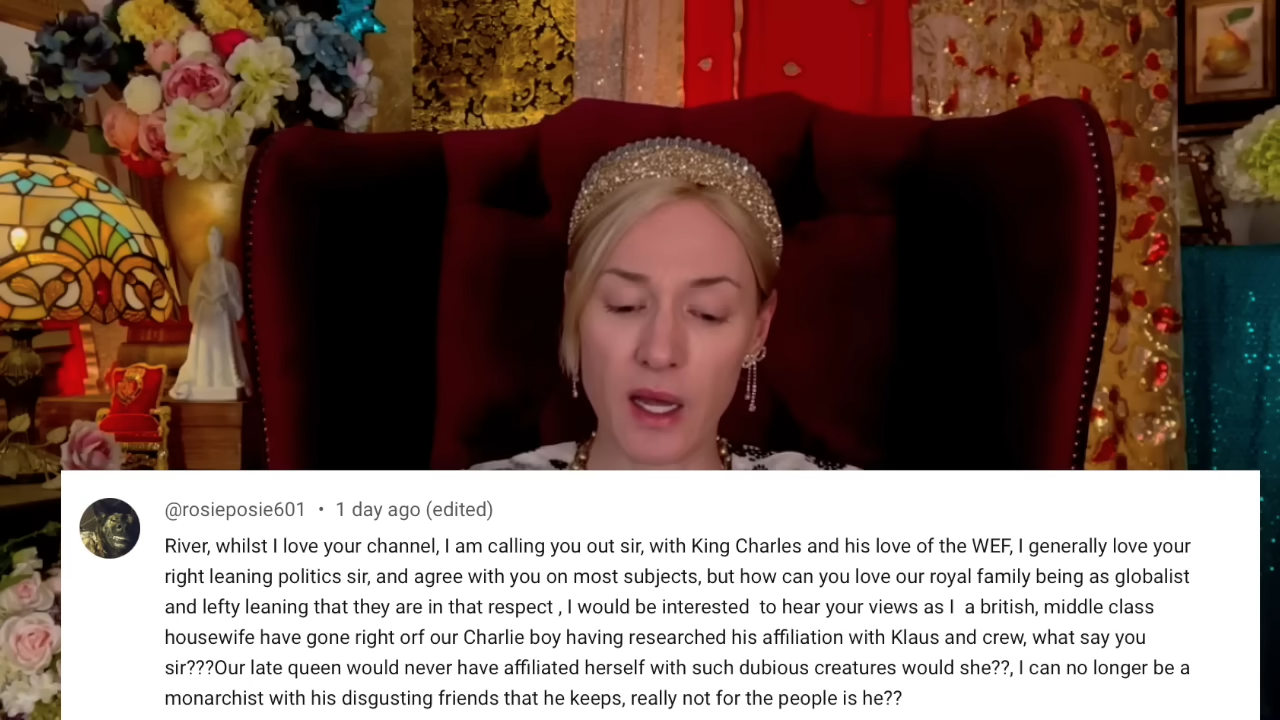 @rosieposie601 • 1 day ago (edited)
River, whilst I love your channel, I am calling you out sir, with King Charles and his love of the WEF, I generally love your
right leaning politics sir, and agree with you on most subjects, but how can you love our royal family being as globalist
and lefty leaning that they are in that respect , I would be interested  to hear your views as I  a british, middle class
housewife have gone right orf our Charlie boy having researched his affiliation with Klaus and crew, what say you
sir???Our late queen would never have affiliated herself with such dubious creatures would she??, I can no longer be a
monarchist with his disgusting friends that he keeps, really not for the people is he??